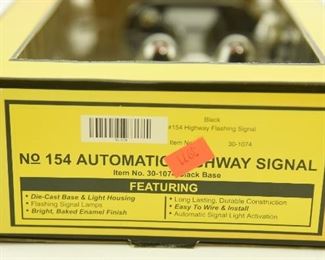 Black
#154 Highway Flashing Signal
Item No. 30-1074
No 154 AUTOMATIC HIGHWAY SIGNAL
Item No. 30-1074 Black Base
FEATURING
• Die-Cast Base & Light Housing
• Flashing Signal Lamps
• Bright, Baked Enamel Finish
• Long Lasting, Durable Construction
• Easy To Wire & Install
• Automatic Signal Light Activation